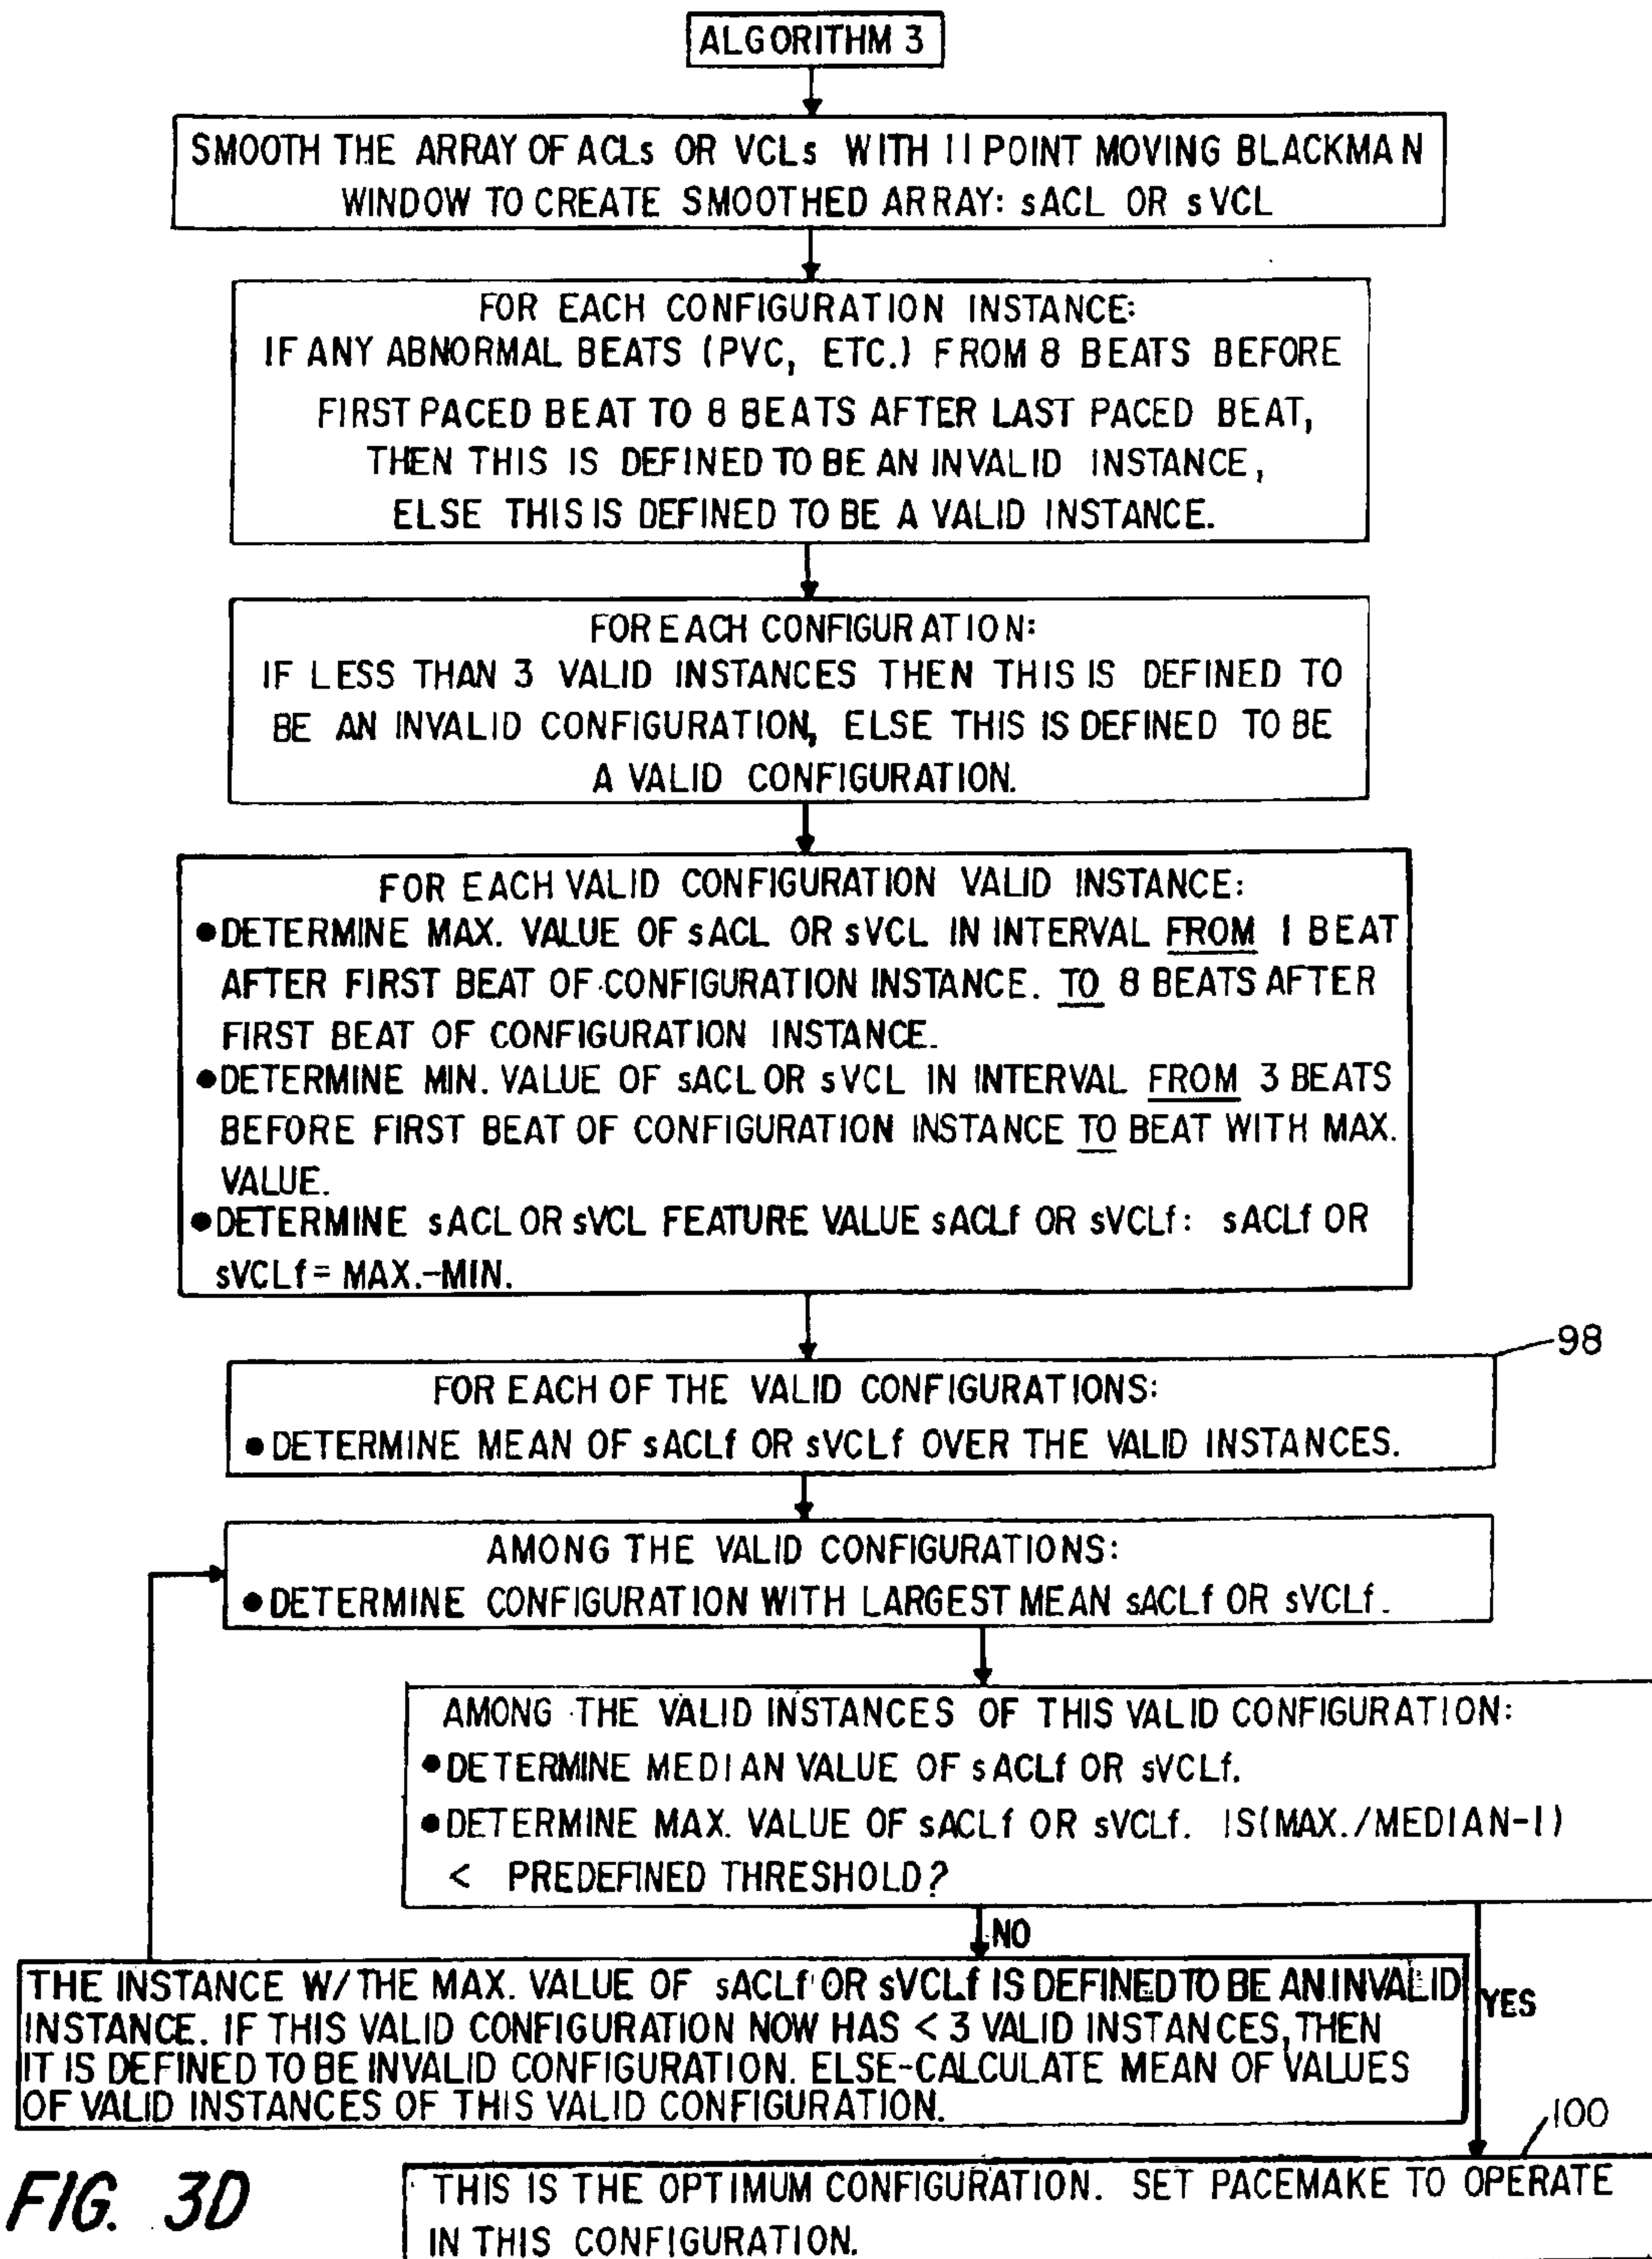 ALGORITHM 3
SMOOTH THE ARRAY OF ACLs OR VCLs WITH 11 POINT MOVING BLACKMAN
WINDOW TO CREATE SMOOTHED ARRAY: sACL OR sVCL
FOR EACH CONFIGURATION INSTANCE:
IF ANY ABNORMAL BEATS (PVC, ETC.) FROM 8 BEATS BEFORE
FIRST PACED BEAT TO 8 BEATS AFTER LAST PACED BEAT,
THEN THIS IS DEFINED TO BE AN INVALID INSTANCE,
ELSE THIS IS DEFINED TO BE A VALID INSTANCE.
FOR EACH CONFIGURATION:
IF LESS THAN 3 VALID INSTANCES THEN THIS IS DEFINED TO
BE AN INVALID CONFIGURATION, ELSE THIS IS DEFINED TO BE
A VALID CONFIGURATION.
FOR EACH VALID CONFIGURATION VALID INSTANCE:
●DETERMINE MAX. VALUE OF sACL OR sVCL IN INTERVAL FROM 1 BEAT
AFTER FIRST BEAT OF CONFIGURATION INSTANCE. TO 8 BEATS AFTER
FIRST BEAT OF CONFIGURATION INSTANCE.
●DETERMINE MIN. VALUE OF sACL OR sVCL IN INTERVAL FROM 3 BEATS
BEFORE FIRST BEAT OF CONFIGURATION INSTANCE TO BEAT WITH MAX.
VALUE.
●DETERMINE sACL OR sVCL FEATURE VALUE sACLf OR sVCLf: sACLf OR
sVCLf = MAX.-MIN.
98
FOR EACH OF THE VALID CONFIGURATIONS:
●DETERMINE MEAN OF sACLf OR sVCLf OVER THE VALID INSTANCES.
AMONG THE VALID CONFIGURATIONS:
●DETERMINE CONFIGURATION WITH LARGEST MEAN sACLf OR sVCLf.
AMONG THE VALID INSTANCES OF THIS VALID CONFIGURATION:
●DETERMINE MEDIAN VALUE OF sACLf OR sVCLf.
●DETERMINE MAX. VALUE OF sACLf OR sVCLf. IS(MAX./MEDIAN-1)
< PREDEFINED THRESHOLD?
NO
THE INSTANCE W/THE MAX. VALUE OF sACLf OR sVCLf IS DEFINED TO BE AN INVALID
INSTANCE. IF THIS VALID CONFIGURATION NOW HAS < 3 VALID INSTANCES, THEN
IT IS DEFINED TO BE INVALID CONFIGURATION. ELSE-CALCULATE MEAN OF VALUES
OF VALID INSTANCES OF THIS VALID CONFIGURATION.
YES
100
THIS IS THE OPTIMUM CONFIGURATION. SET PACEMAKE TO OPERATE
IN THIS CONFIGURATION.
FIG. 3D